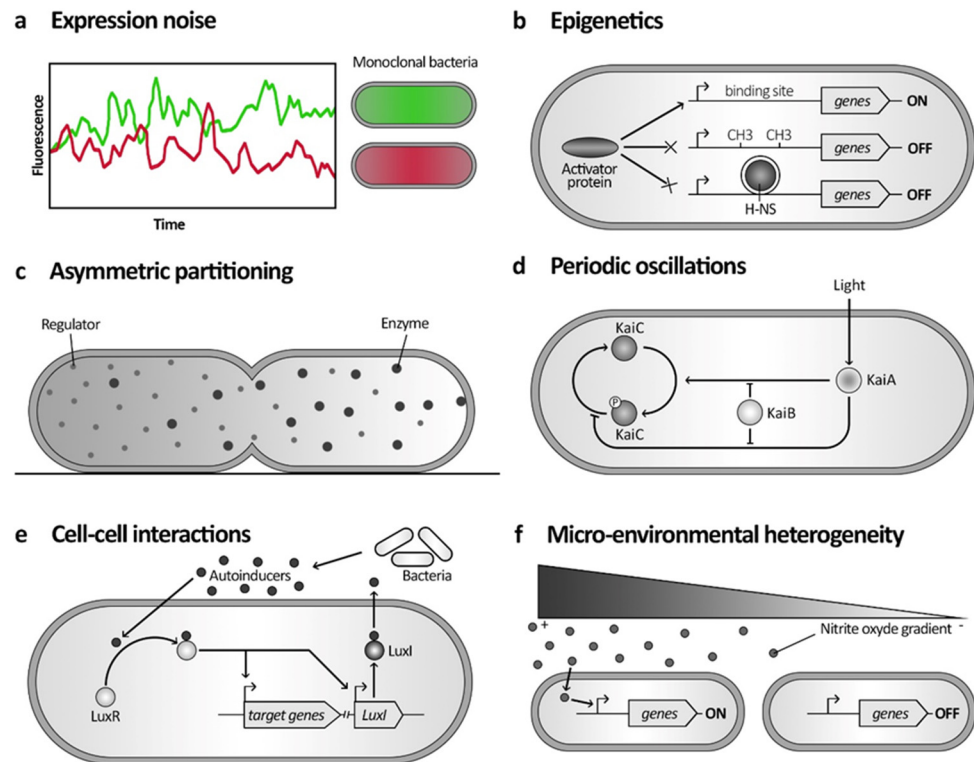 a Expression noise
Monoclonal bacteria
Fluorescence
Time
b Epigenetics
binding site
genes ON
CH3 CH3
genes OFF
Activator
protein
genes OFF
H-NS
c Asymmetric partitioning
Regulator
Enzyme
d Periodic oscillations
Light
KaiC
KaiA
P
KaiB
KaiC
e Cell-cell interactions
Autoinducers
Bacteria
LuxI
LuxR
target genes
LuxI
f Micro-environmental heterogeneity
+ -
Nitrite oxyde gradient
genes ON
genes OFF